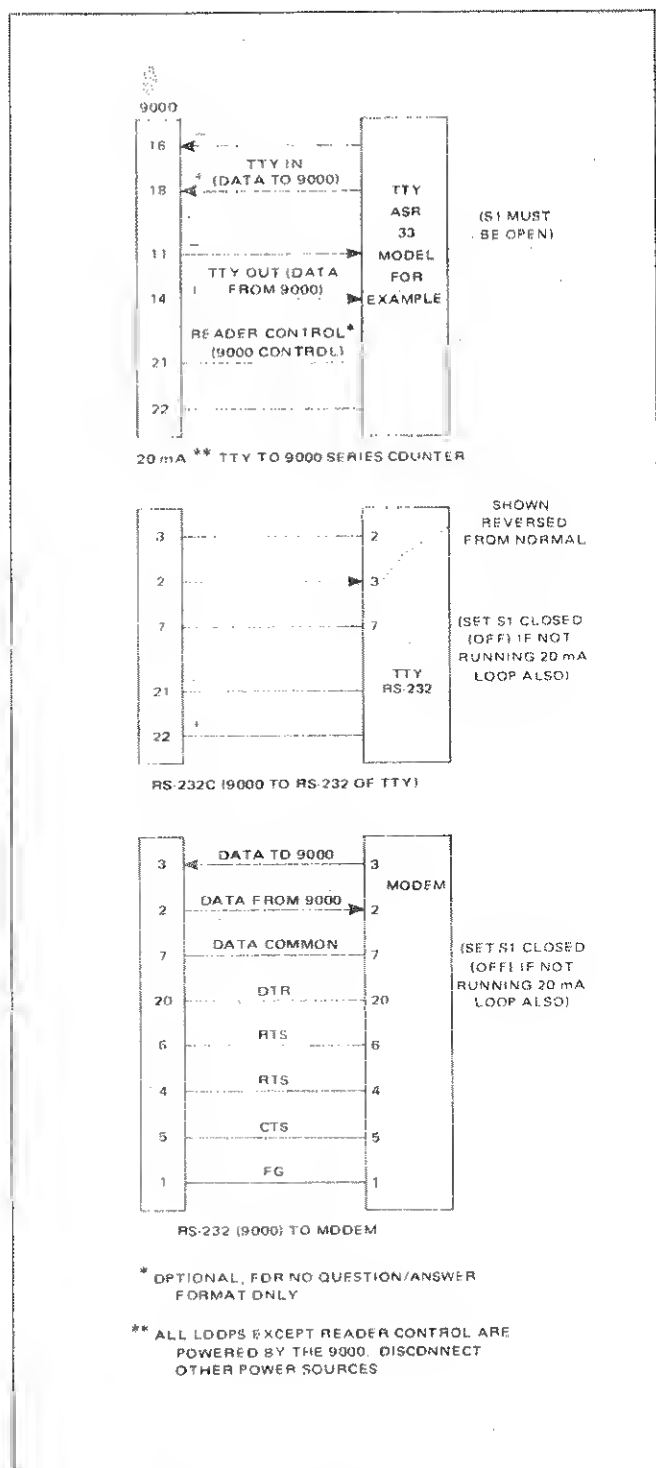 9000
16 −
TTY IN
+ (DATA TO 9000)
18
TTY
ASR
33
MODEL
FOR
EXAMPLE
(S1 MUST
BE OPEN)
11 −
TTY OUT (DATA
FROM 9000)
14
READER CONTROL*
(9000 CONTROL)
21
22
20 mA ** TTY TO 9000 SERIES COUNTER
SHOWN
REVERSED
FROM NORMAL
3 2
2 3
7 7
(SET S1 CLOSED
(OFF) IF NOT
RUNNING 20 mA
LOOP ALSO)
TTY
RS-232
21
22 +
RS-232C (9000 TO RS-232 OF TTY)
3 DATA TO 9000 3
MODEM
2 DATA FROM 9000 2
7 DATA COMMON 7
(SET S1 CLOSED
(OFF) IF NOT
RUNNING 20 mA
LOOP ALSO)
20 DTR 20
6 RTS 6
4 RTS 4
5 CTS 5
1 FG 1
RS-232 (9000) TO MODEM
* OPTIONAL, FOR NO QUESTION/ANSWER
FORMAT ONLY
** ALL LOOPS EXCEPT READER CONTROL ARE
POWERED BY THE 9000. DISCONNECT
OTHER POWER SOURCES